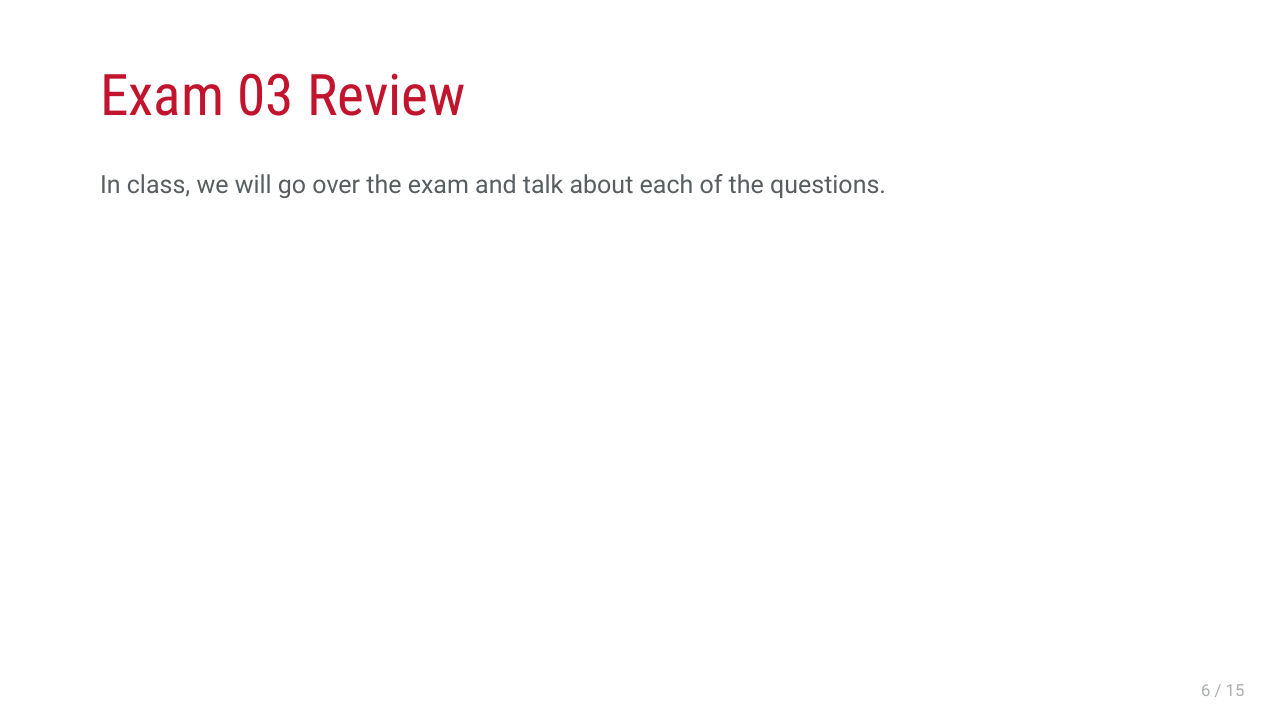 Exam 03 Review
In class, we will go over the exam and talk about each of the questions.
6 / 15